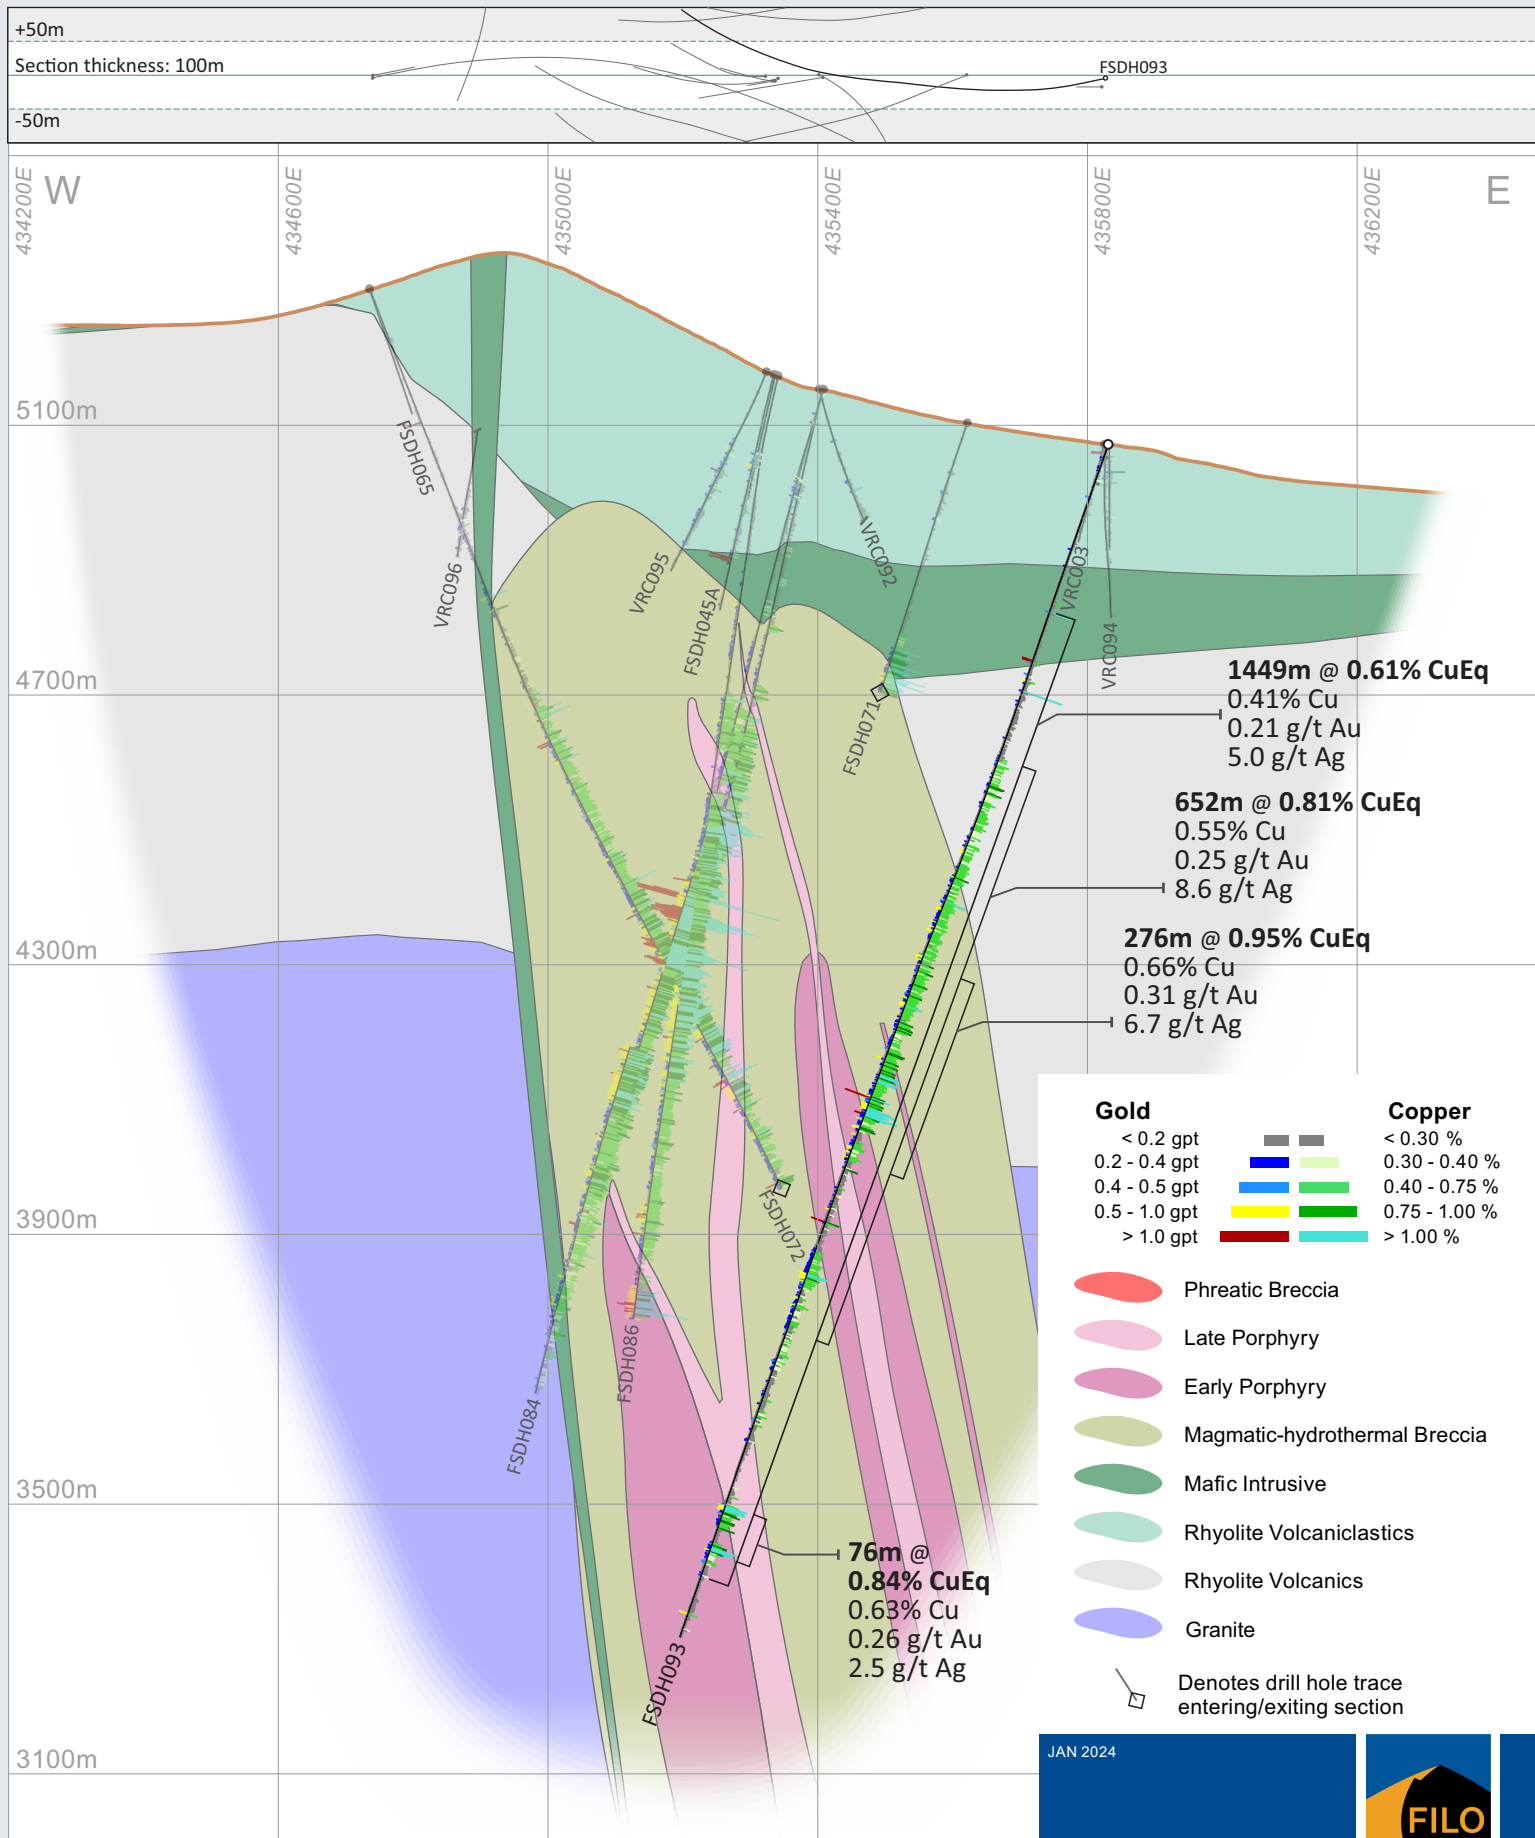 +50m
Section thickness: 100m
FSDH093
-50m
434200E
434600E
435000E
435400E
435800E
436200E
W
E
5100m
4700m
4300m
3900m
3500m
3100m
FSDH065
VRC096
VRC095
FSDH045A
VRC092
FSDH071
VRC003
VRC094
FSDH072
FSDH086
FSDH084
FSDH093
1449m @ 0.61% CuEq
0.41% Cu
0.21 g/t Au
5.0 g/t Ag
652m @ 0.81% CuEq
0.55% Cu
0.25 g/t Au
8.6 g/t Ag
276m @ 0.95% CuEq
0.66% Cu
0.31 g/t Au
6.7 g/t Ag
76m @
0.84% CuEq
0.63% Cu
0.26 g/t Au
2.5 g/t Ag
Gold Copper
< 0.2 gpt < 0.30 %
0.2 - 0.4 gpt 0.30 - 0.40 %
0.4 - 0.5 gpt 0.40 - 0.75 %
0.5 - 1.0 gpt 0.75 - 1.00 %
> 1.0 gpt > 1.00 %
Phreatic Breccia
Late Porphyry
Early Porphyry
Magmatic-hydrothermal Breccia
Mafic Intrusive
Rhyolite Volcaniclastics
Rhyolite Volcanics
Granite
Denotes drill hole trace
entering/exiting section
JAN 2024
FILO